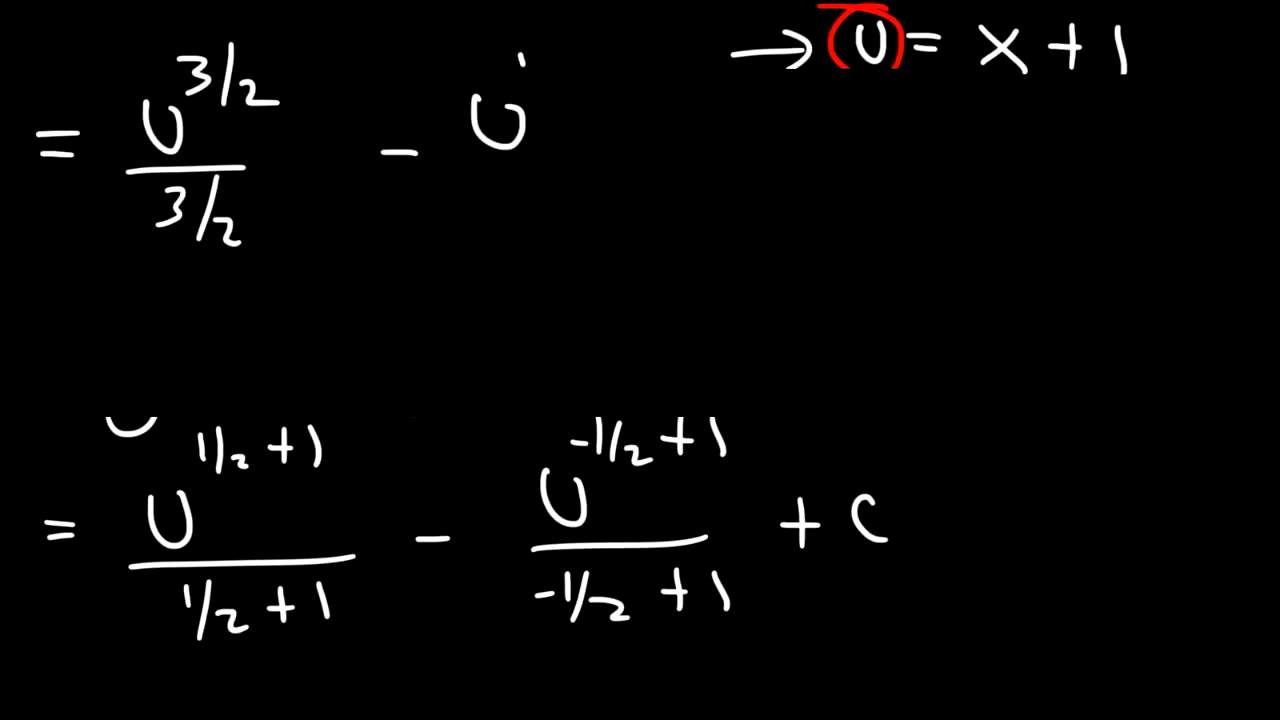 → U = x + 1
= U^3/2 / 3/2 - U
= U^1/2 + 1 / 1/2 + 1 - U^-1/2 + 1 / -1/2 + 1 + C